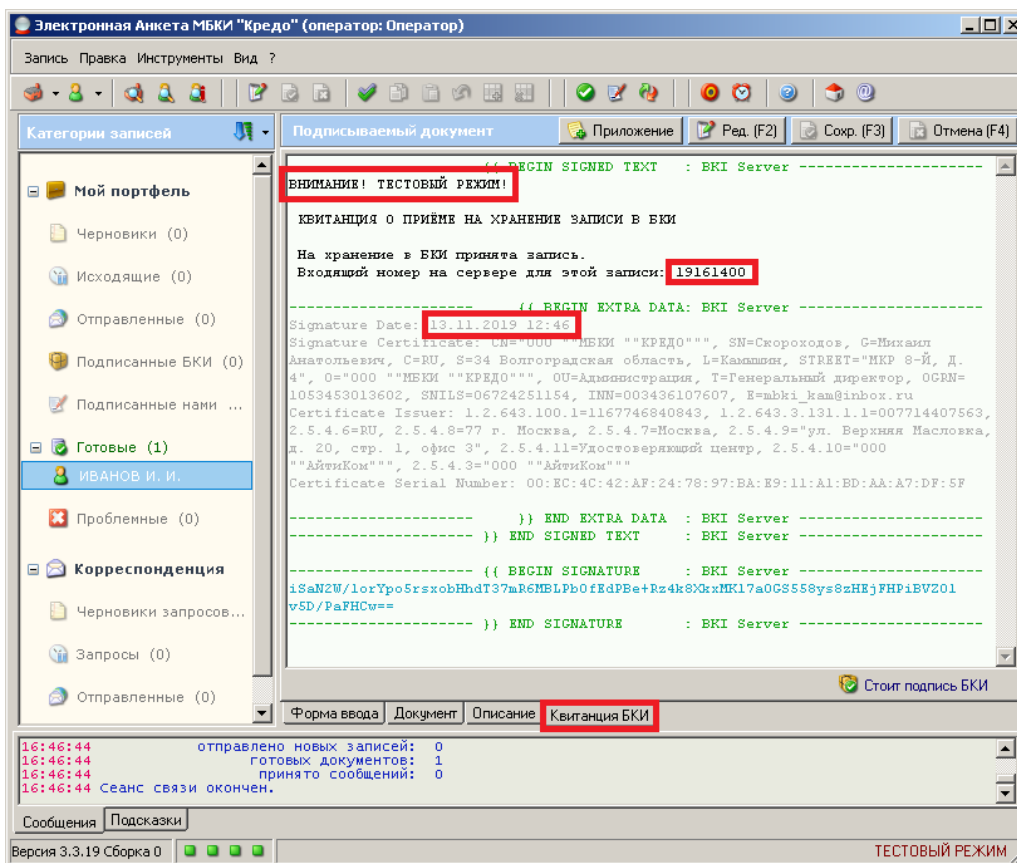 Электронная Анкета МБКИ "Кредо" (оператор: Оператор)
Запись Правка Инструменты Вид ?
Категории записей
Подписываемый документ
Приложение
Ред. (F2)
Сохр. (F3)
Отмена (F4)
Мой портфель
Черновики (0)
Исходящие (0)
Отправленные (0)
Подписанные БКИ (0)
Подписанные нами ...
Готовые (1)
ИВАНОВ И. И.
Проблемные (0)
Корреспонденция
Черновики запросов...
Запросы (0)
Отправленные (0)
{{ BEGIN SIGNED TEXT : BKI Server ----------------------
ВНИМАНИЕ! ТЕСТОВЫЙ РЕЖИМ!
КВИТАНЦИЯ О ПРИЁМЕ НА ХРАНЕНИЕ ЗАПИСИ В БКИ
На хранение в БКИ принята запись.
Входящий номер на сервере для этой записи: 19161400
---------------------- {{ BEGIN EXTRA DATA: BKI Server ----------------------
Signature Date: 13.11.2019 12:46
Signature Certificate: CN="ООО ""МБКИ ""КРЕДО""", SN=Скороходов, G=Михаил
Анатольевич, C=RU, S=34 Волгоградская область, L=Камышин, STREET="МКР 8-Й, Д.
4", O="ООО ""МБКИ ""КРЕДО""", OU=Администрация, T=Генеральный директор, OGRN=
1053453013602, SNILS=06724251154, INN=003436107607, E=mbki_kam@inbox.ru
Certificate Issuer: 1.2.643.100.1=1167746840843, 1.2.643.3.131.1.1=007714407563,
2.5.4.6=RU, 2.5.4.8=77 г. Москва, 2.5.4.7=Москва, 2.5.4.9="ул. Верхняя Масловка,
д. 20, стр. 1, офис 3", 2.5.4.11=Удостоверяющий центр, 2.5.4.10="ООО
""АйтиКом""", 2.5.4.3="ООО ""АйтиКом"""
Certificate Serial Number: 00:EC:4C:42:AF:24:78:97:BA:E9:11:A1:BD:AA:A7:DF:5F
---------------------- }} END EXTRA DATA : BKI Server ----------------------
---------------------- }} END SIGNED TEXT : BKI Server ----------------------
---------------------- {{ BEGIN SIGNATURE : BKI Server ----------------------
iSaN2W/lorYpo5rsxobHhdT37mR6MBLPbOfEdPBe+Rz4k8XkxMKl7aOGS558ys8zHEjFHPiBVZOl
v5D/PaFHCw==
---------------------- }} END SIGNATURE : BKI Server ----------------------
Стоит подпись БКИ
Форма ввода
Документ
Описание
Квитанция БКИ
16:46:44 отправлено новых записей: 0
16:46:44 готовых документов: 1
16:46:44 принято сообщений: 0
16:46:44 Сеанс связи окончен.
Сообщения
Подсказки
Версия 3.3.19 Сборка 0
ТЕСТОВЫЙ РЕЖИМ